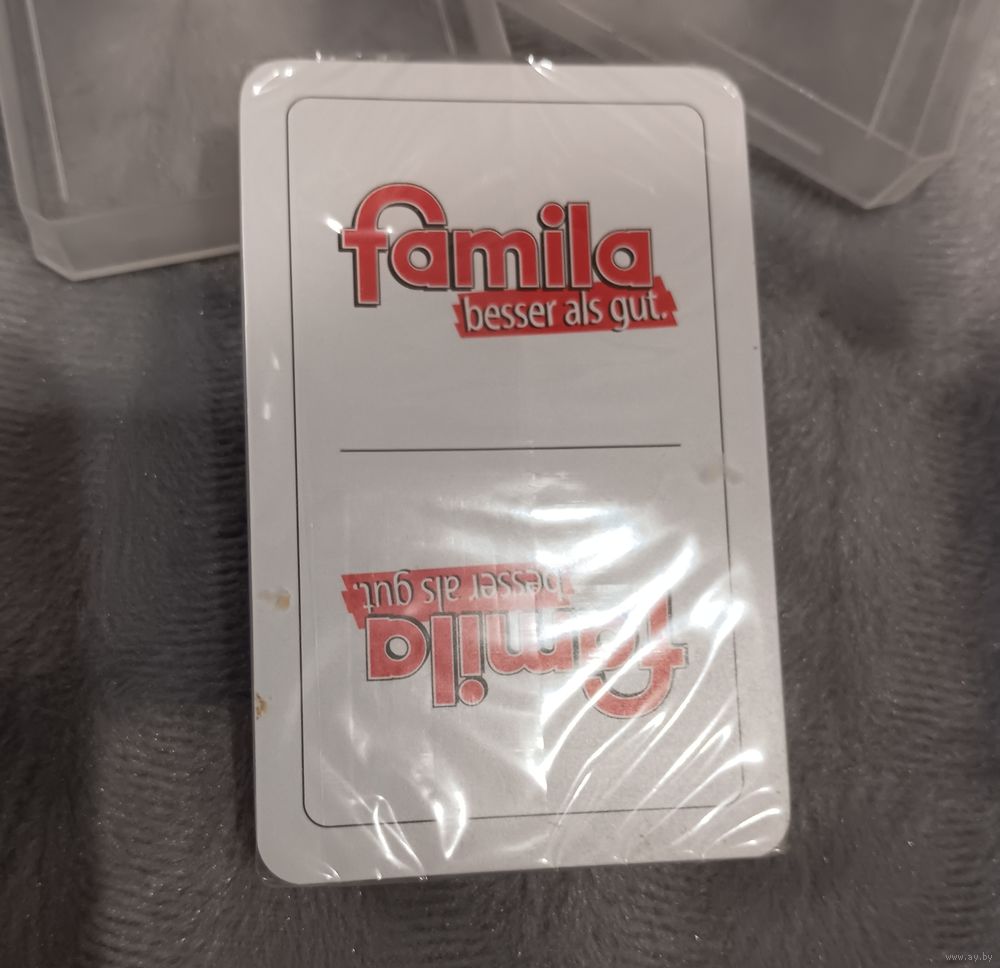 famila
besser als gut.
famila
besser als gut.
www.ay.by